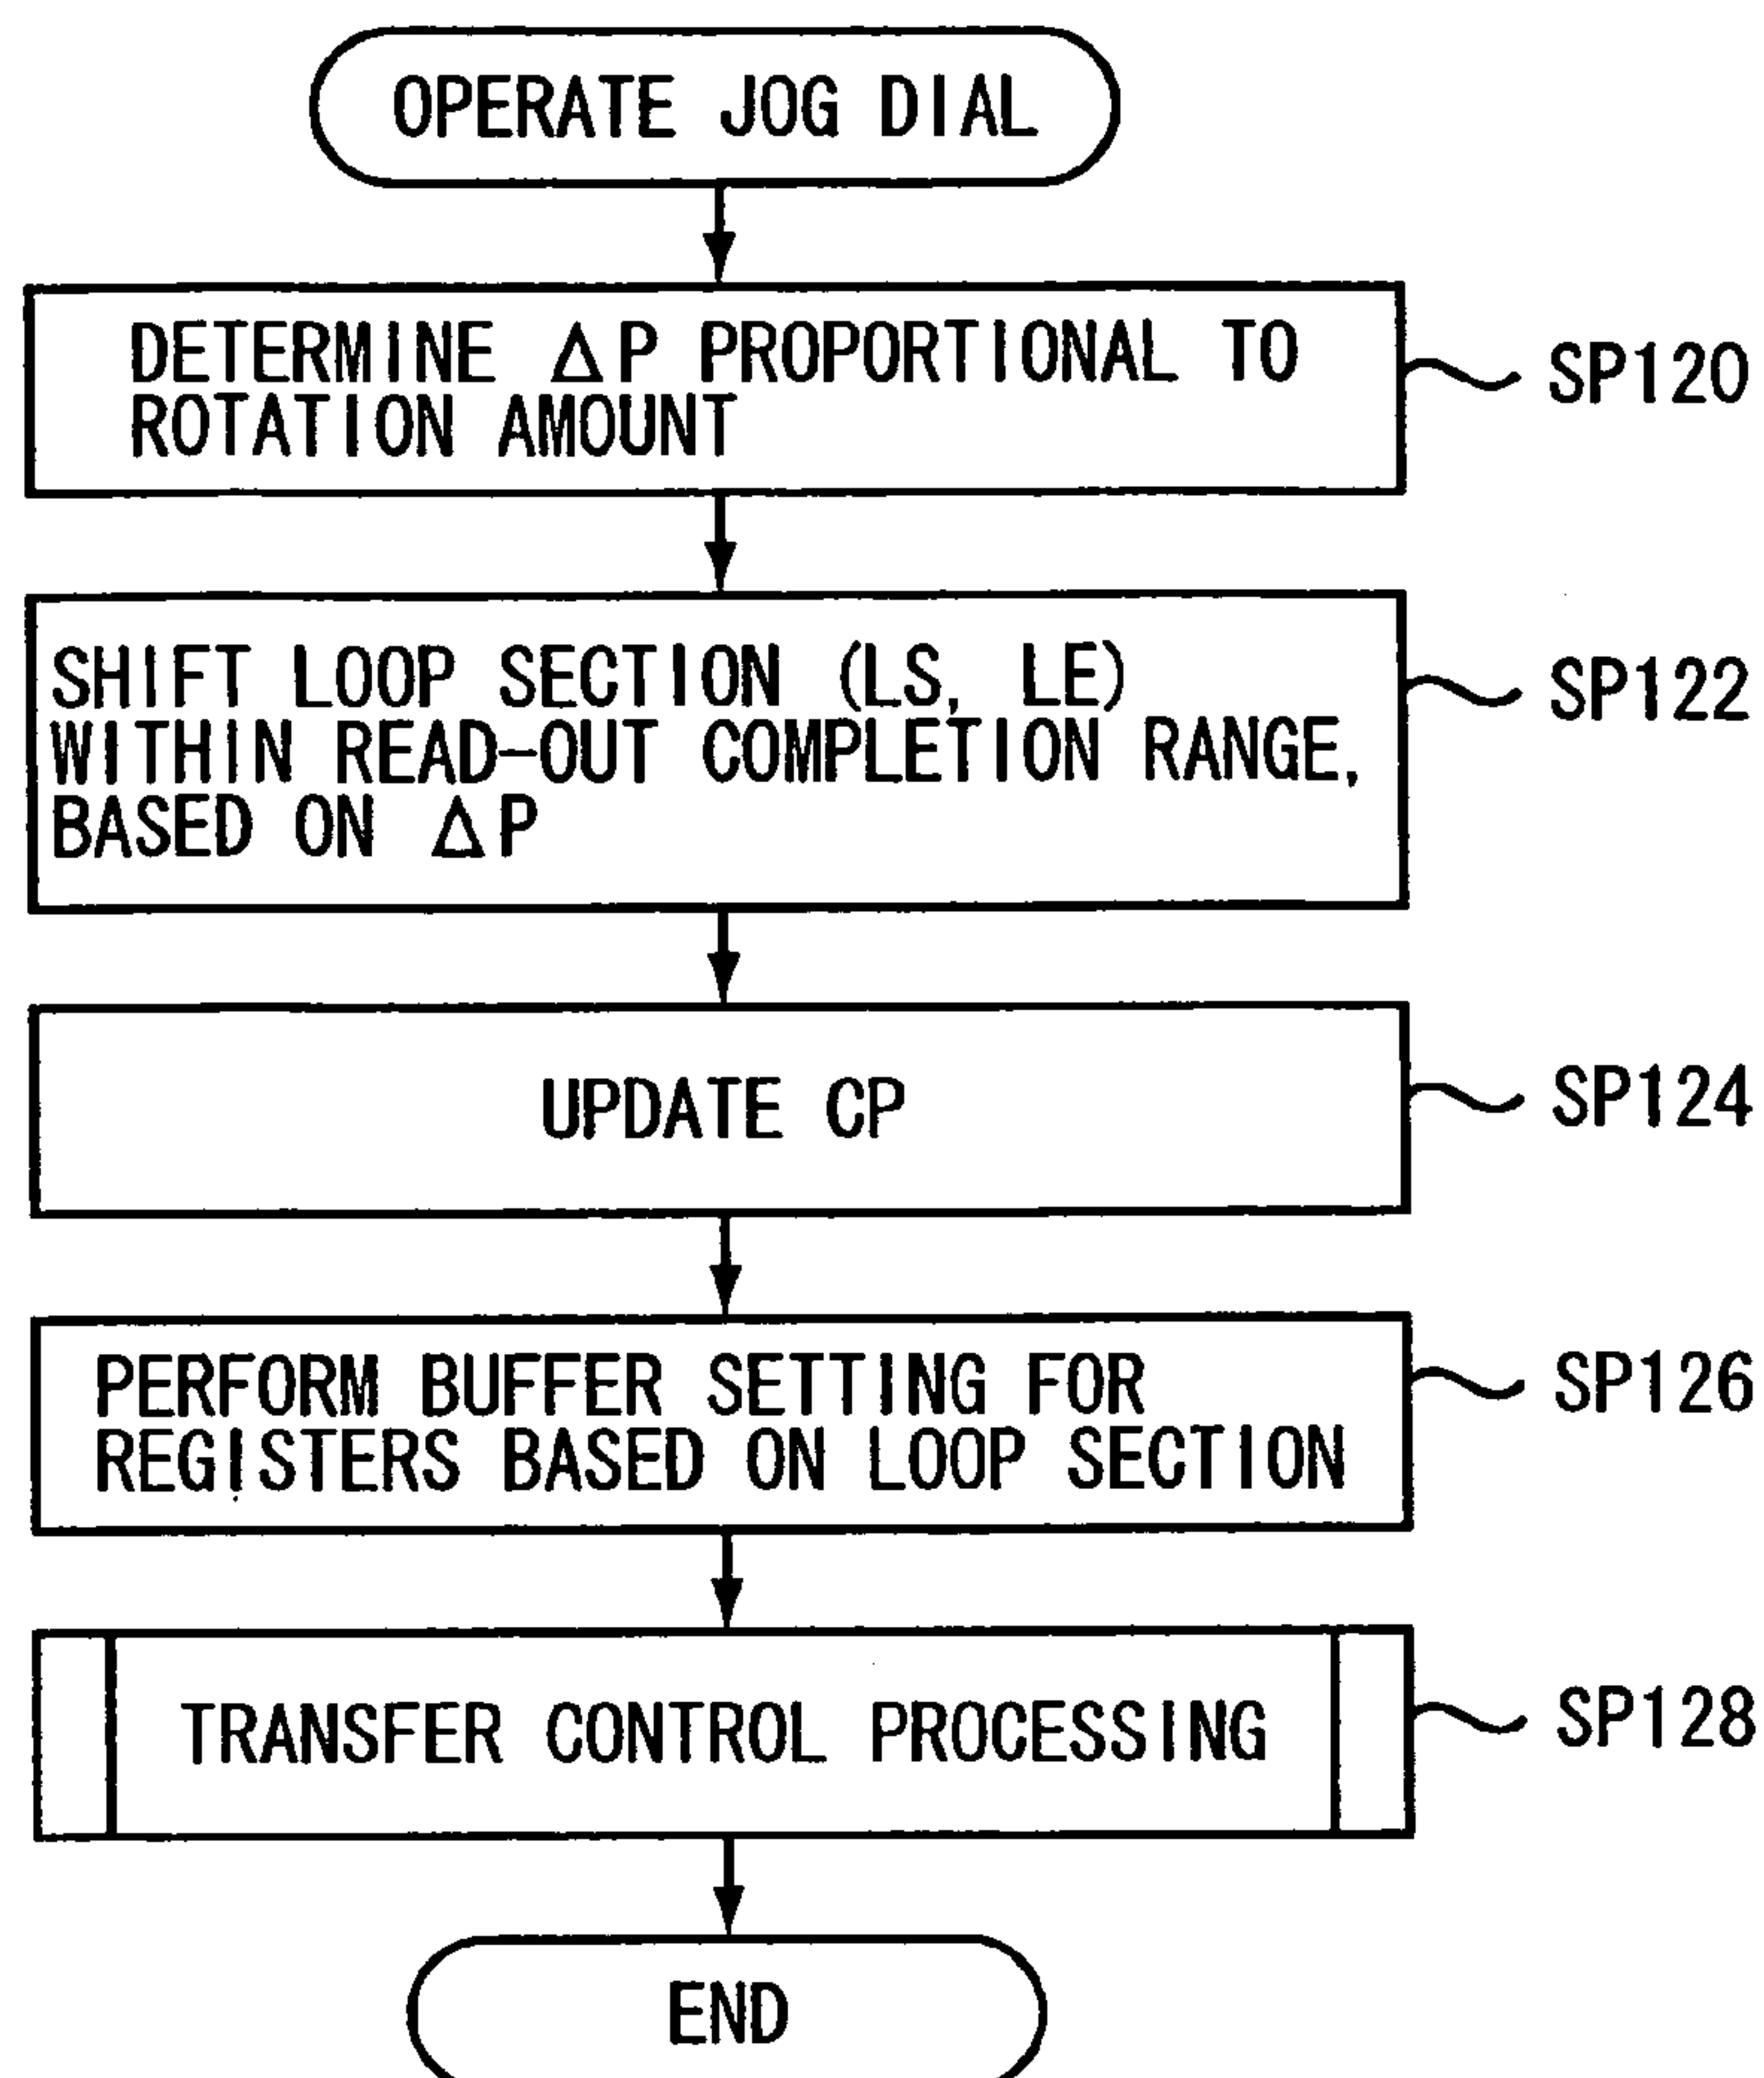 OPERATE JOG DIAL
DETERMINE ΔP PROPORTIONAL TO
ROTATION AMOUNT
SP120
SHIFT LOOP SECTION (LS, LE)
WITHIN READ-OUT COMPLETION RANGE,
BASED ON ΔP
SP122
UPDATE CP
SP124
PERFORM BUFFER SETTING FOR
REGISTERS BASED ON LOOP SECTION
SP126
TRANSFER CONTROL PROCESSING
SP128
END